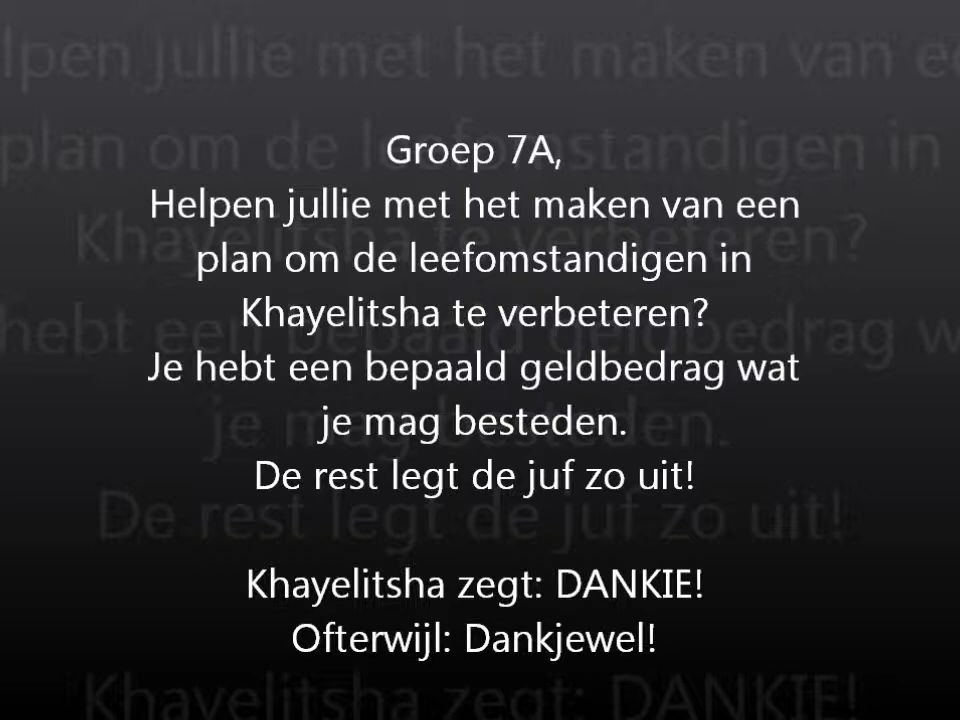 Groep 7A,
Helpen jullie met het maken van een
plan om de leefomstandigen in
Khayelitsha te verbeteren?
Je hebt een bepaald geldbedrag wat
je mag besteden.
De rest legt de juf zo uit!
Khayelitsha zegt: DANKIE!
Ofterwijl: Dankjewel!